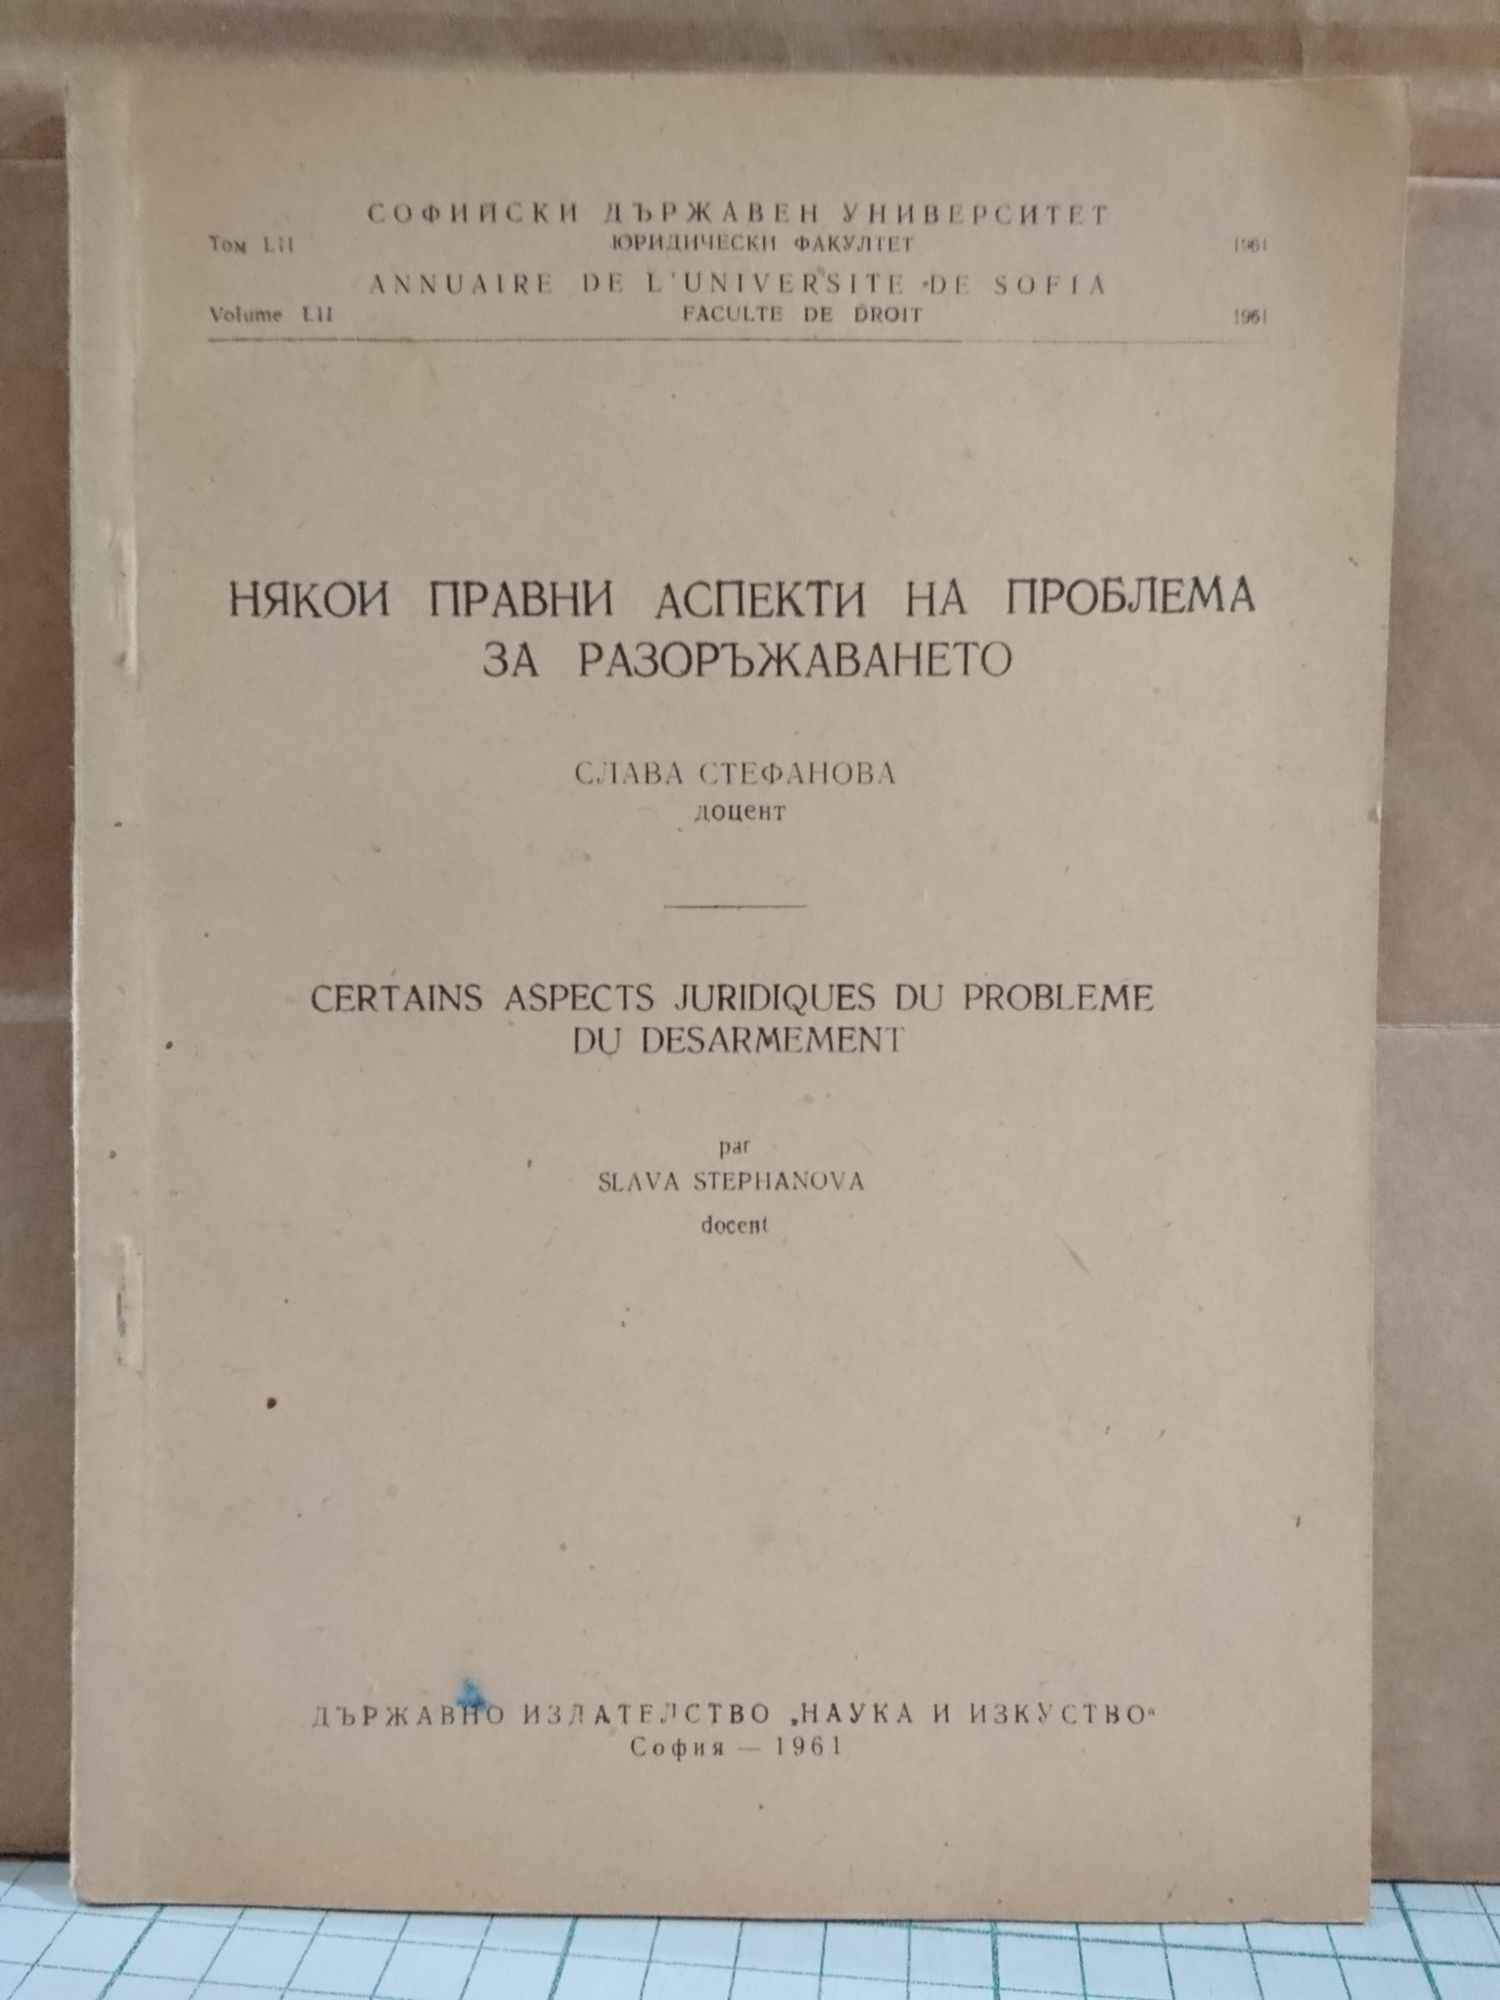 СОФИЙСКИ ДЪРЖАВЕН УНИВЕРСИТЕТ
Том LII ЮРИДИЧЕСКИ ФАКУЛТЕТ 1961
ANNUAIRE DE L'UNIVERSITE DE SOFIA
Volume LII FACULTE DE DROIT 1961
НЯКОИ ПРАВНИ АСПЕКТИ НА ПРОБЛЕМА
ЗА РАЗОРЪЖАВАНЕТО
СЛАВА СТЕФАНОВА
доцент
CERTAINS ASPECTS JURIDIQUES DU PROBLEME
DU DESARMEMENT
par
SLAVA STEPHANOVA
docent
ДЪРЖАВНО ИЗДАТЕЛСТВО „НАУКА И ИЗКУСТВО"
София — 1961